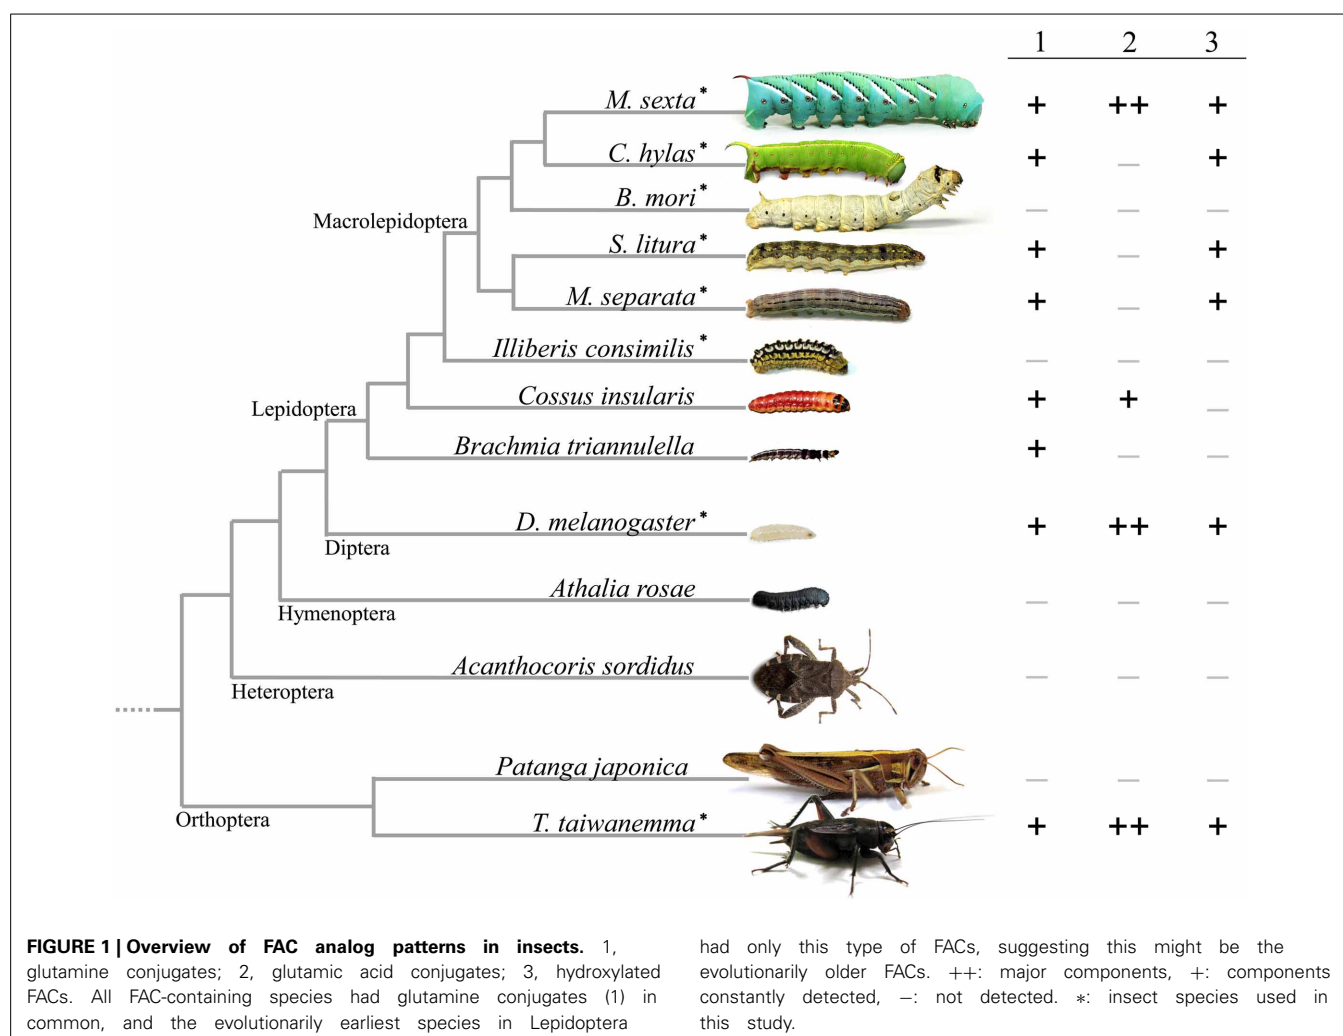 1 2 3
M. sexta* + ++ +
C. hylas* + — +
B. mori* — — —
Macrolepidoptera
S. litura* + — +
M. separata* + — +
Illiberis consimilis* — — —
Cossus insularis + + —
Lepidoptera
Brachmia triannulella + — —
D. melanogaster* + ++ +
Diptera
Athalia rosae — — —
Hymenoptera
Acanthocoris sordidus — — —
Heteroptera
Patanga japonica — — —
Orthoptera
T. taiwanemma* + ++ +
FIGURE 1 | Overview of FAC analog patterns in insects. 1,
glutamine conjugates; 2, glutamic acid conjugates; 3, hydroxylated
FACs. All FAC-containing species had glutamine conjugates (1) in
common, and the evolutionarily earliest species in Lepidoptera
had only this type of FACs, suggesting this might be the
evolutionarily older FACs. ++: major components, +: components
constantly detected, −: not detected. *: insect species used in
this study.